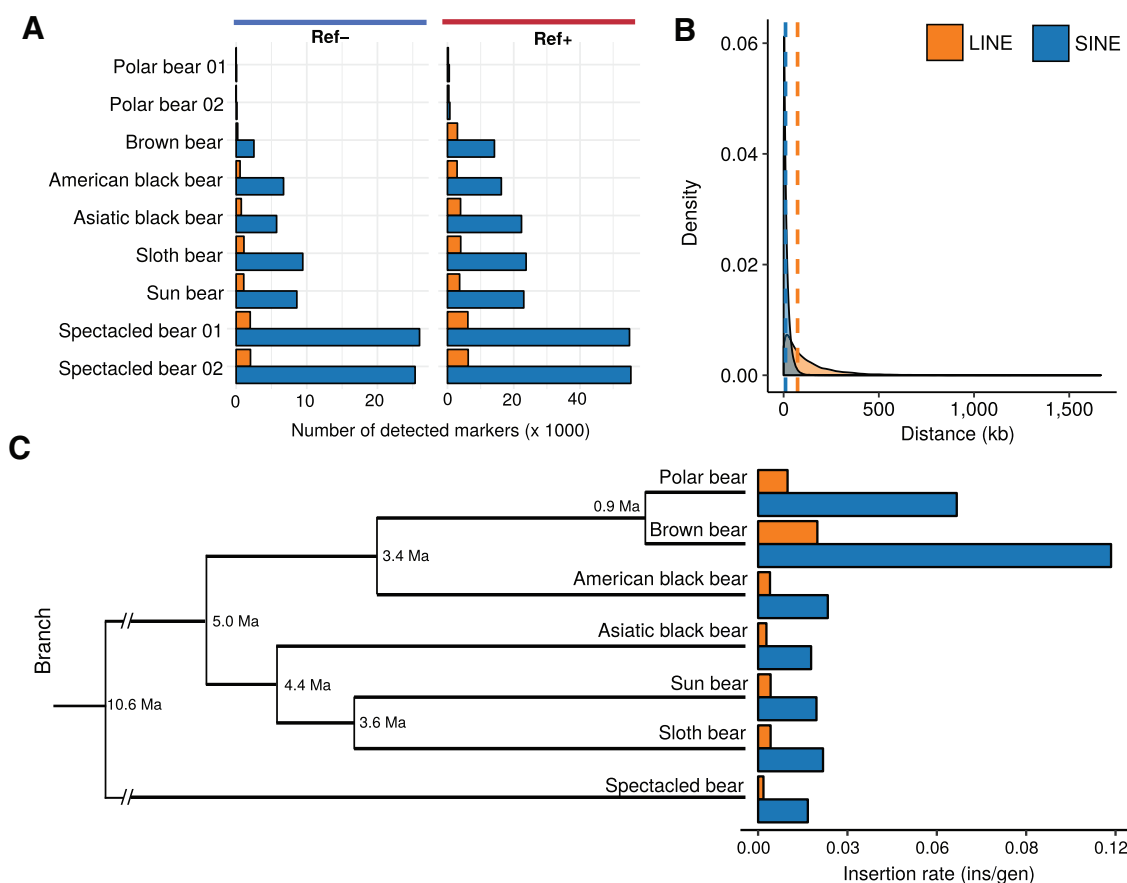 A
Ref–
Ref+
Polar bear 01
Polar bear 02
Brown bear
American black bear
Asiatic black bear
Sloth bear
Sun bear
Spectacled bear 01
Spectacled bear 02
0 10 20
0 20 40
Number of detected markers (x 1000)
B
LINE SINE
Density
0.06
0.04
0.02
0.00
0 500 1,000 1,500
Distance (kb)
C
Branch
10.6 Ma
5.0 Ma
3.4 Ma
0.9 Ma
4.4 Ma
3.6 Ma
Polar bear
Brown bear
American black bear
Asiatic black bear
Sun bear
Sloth bear
Spectacled bear
0.00 0.03 0.06 0.08 0.12
Insertion rate (ins/gen)